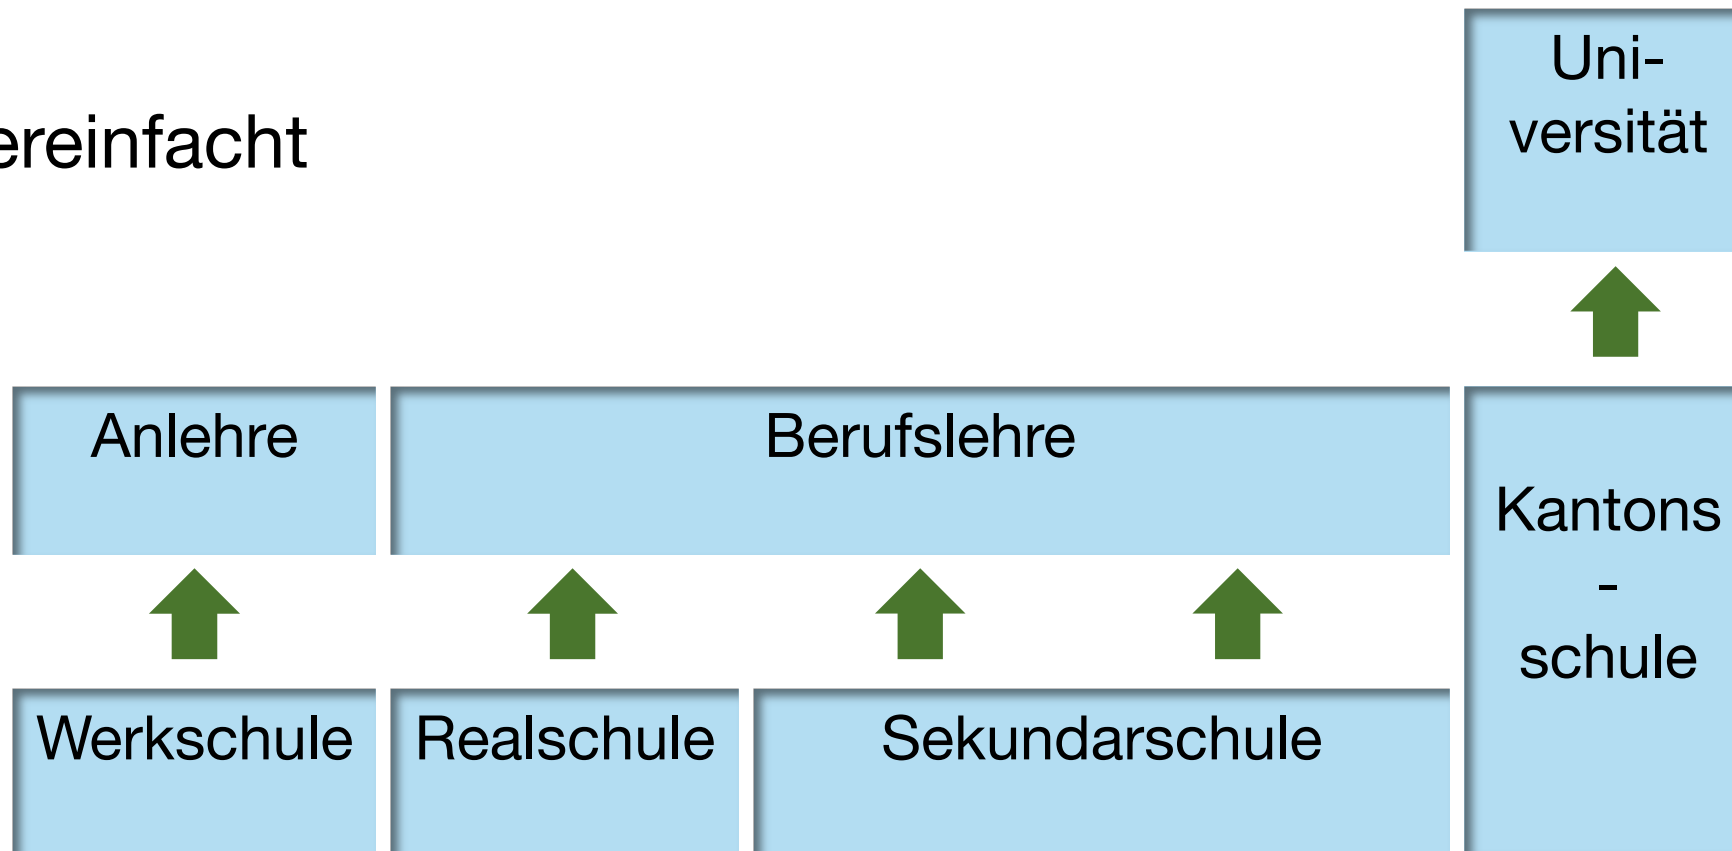 Uni-
versität
ereinfacht
Anlehre
Berufslehre
Kantons
-
schule
Werkschule
Realschule
Sekundarschule